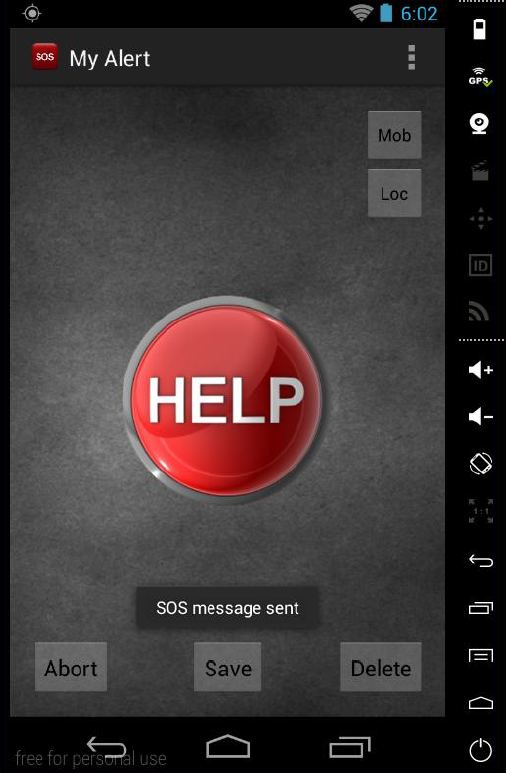 6:02
SOS My Alert
GPS
Mob
Loc
ID
HELP
1:1
SOS message sent
Abort Save Delete
free for personal use